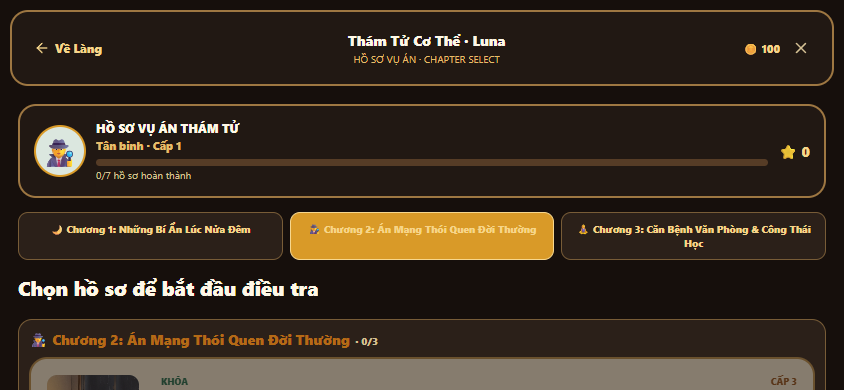 Về Làng
Thám Tử Cơ Thể · Luna
HỒ SƠ VỤ ÁN · CHAPTER SELECT
100
HỒ SƠ VỤ ÁN THÁM TỬ
Tân binh · Cấp 1
0/7 hồ sơ hoàn thành
0
Chương 1: Những Bí Ẩn Lúc Nửa Đêm
Chương 2: Án Mạng Thói Quen Đời Thường
Chương 3: Căn Bệnh Văn Phòng & Công Thái
Học
Chọn hồ sơ để bắt đầu điều tra
Chương 2: Án Mạng Thói Quen Đời Thường · 0/3
KHÓA
CẤP 3